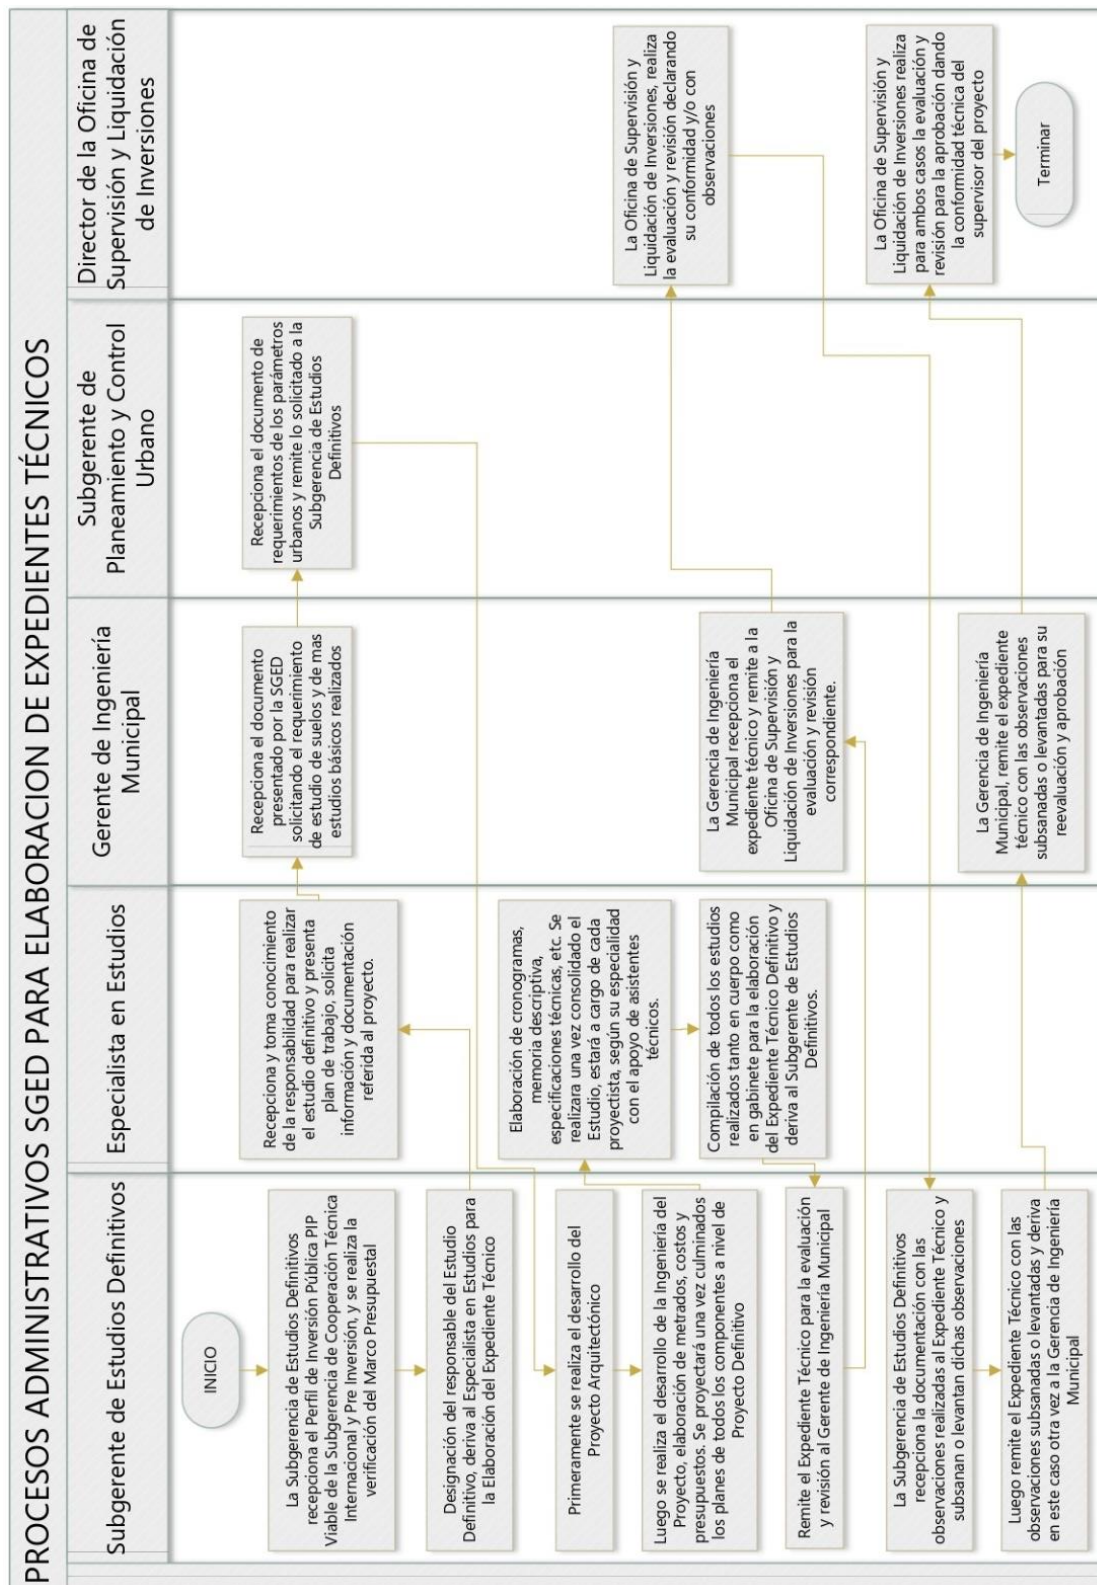 PROCESOS ADMINISTRATIVOS SGED PARA ELABORACION DE EXPEDIENTES TÉCNICOS
Subgerente de Estudios Definitivos
Especialista en Estudios
Gerente de Ingeniería
Municipal
Subgerente de
Planeamiento y Control
Urbano
Director de la Oficina de
Supervisión y Liquidación
de Inversiones
INICIO
La Subgerencia de Estudios Definitivos
recepciona el Perfil de Inversión Pública PIP
Viable de la Subgerencia de Cooperación Técnica
Internacional y Pre Inversión, y se realiza la
verificación del Marco Presupuestal
Designación del responsable del Estudio
Definitivo, deriva al Especialista en Estudios para
la Elaboración del Expediente Técnico
Recepciona y toma conocimiento
de la responsabilidad para realizar
el estudio definitivo y presenta
plan de trabajo, solicita
información y documentación
referida al proyecto.
Recepciona el documento
presentado por la SGED
solicitando el requerimiento
de estudio de suelos y de mas
estudios básicos realizados
Recepciona el documento de
requerimientos de los parámetros
urbanos y remite lo solicitado a la
Subgerencia de Estudios
Definitivos
Primeramente se realiza el desarrollo del
Proyecto Arquitectónico
Luego se realiza el desarrollo de la Ingeniería del
Proyecto, elaboración de metrados, costos y
presupuestos. Se proyectará una vez culminados
los planes de todos los componentes a nivel de
Proyecto Definitivo
Elaboración de cronogramas,
memoria descriptiva,
especificaciones técnicas, etc. Se
realizara una vez consolidado el
Estudio, estará a cargo de cada
proyectista, según su especialidad
con el apoyo de asistentes
técnicos.
Compilación de todos los estudios
realizados tanto en cuerpo como
en gabinete para la elaboración
del Expediente Técnico Definitivo y
deriva al Subgerente de Estudios
Definitivos.
Remite el Expediente Técnico para la evaluación
y revisión al Gerente de Ingeniería Municipal
La Gerencia de Ingeniería
Municipal recepciona el
expediente técnico y remite a la
Oficina de Supervisión y
Liquidación de Inversiones para la
evaluación y revisión
correspondiente.
La Oficina de Supervisión y
Liquidación de Inversiones, realiza
la evaluación y revisión declarando
su conformidad y/o con
observaciones
La Subgerencia de Estudios Definitivos
recepciona la documentación con las
observaciones realizadas al Expediente Técnico y
subsanan o levantan dichas observaciones
Luego remite el Expediente Técnico con las
observaciones subsanadas o levantadas y deriva
en este caso otra vez a la Gerencia de Ingeniería
Municipal
La Gerencia de Ingeniería
Municipal, remite el expediente
técnico con las observaciones
subsanadas o levantadas para su
reevaluación y aprobación
La Oficina de Supervisión y
Liquidación de Inversiones realiza
para ambos casos la evaluación y
revisión para la aprobación dando
la conformidad técnica del
supervisor del proyecto
Terminar